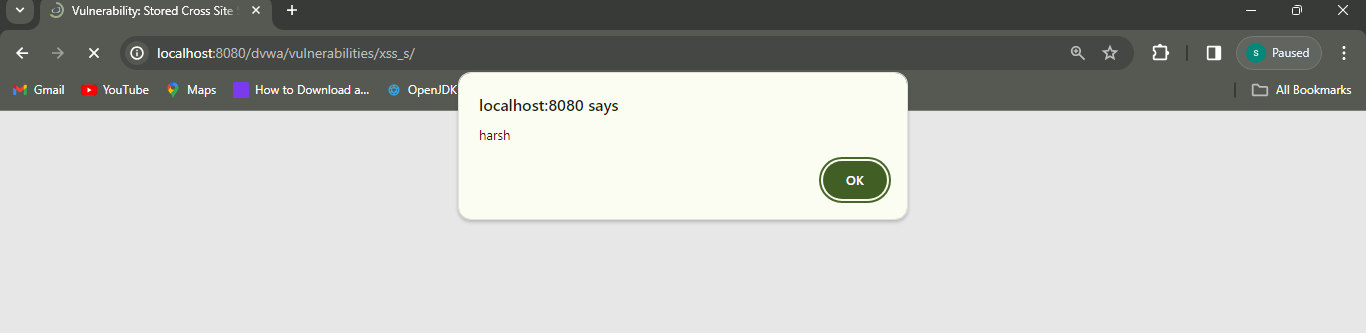 Vulnerability: Stored Cross Site
localhost:8080/dvwa/vulnerabilities/xss_s/
S Paused
Gmail YouTube Maps How to Download a... OpenJDK All Bookmarks
localhost:8080 says
harsh
OK